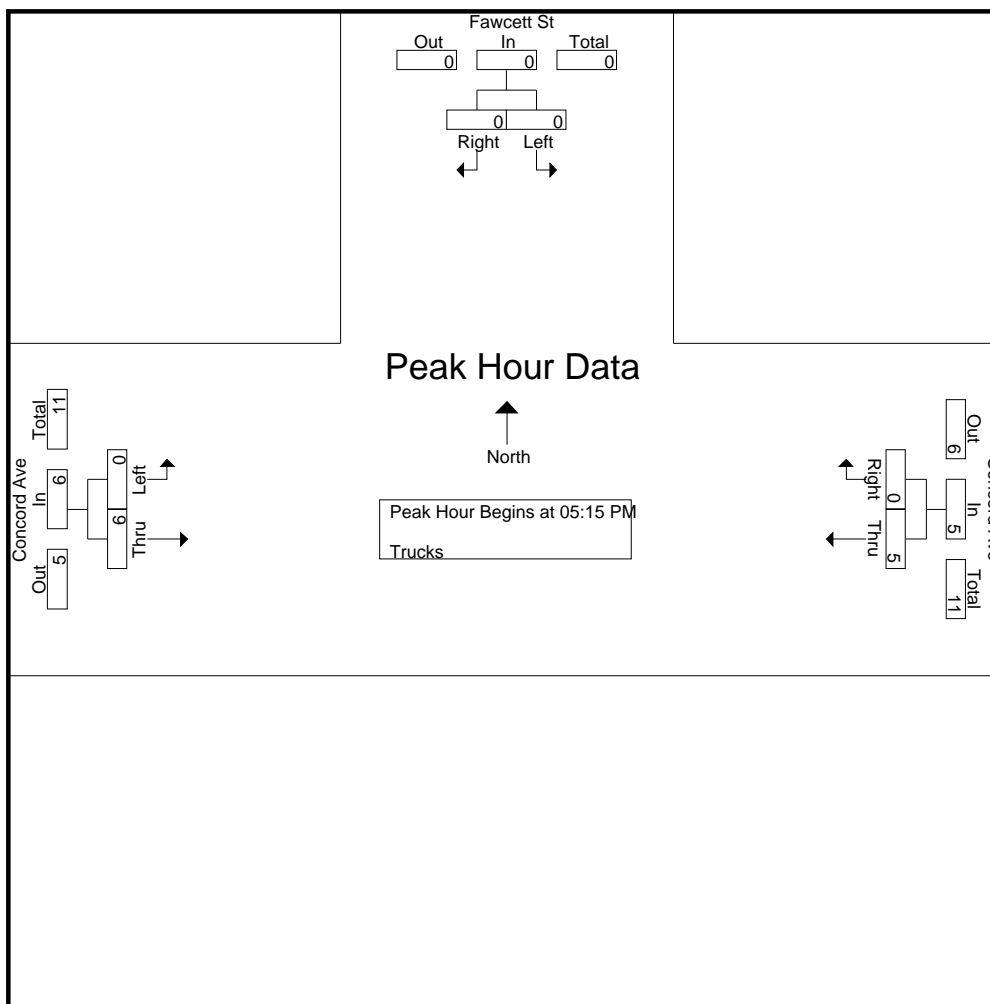 Fawcett St
Out In Total
0 0 0
0 0
Right Left
Peak Hour Data
North
Peak Hour Begins at 05:15 PM
Trucks
Concord Ave
Total In Out
11 6 5
0 6
Left Thru
Right Thru
0 5
Out In Total
6 5 11